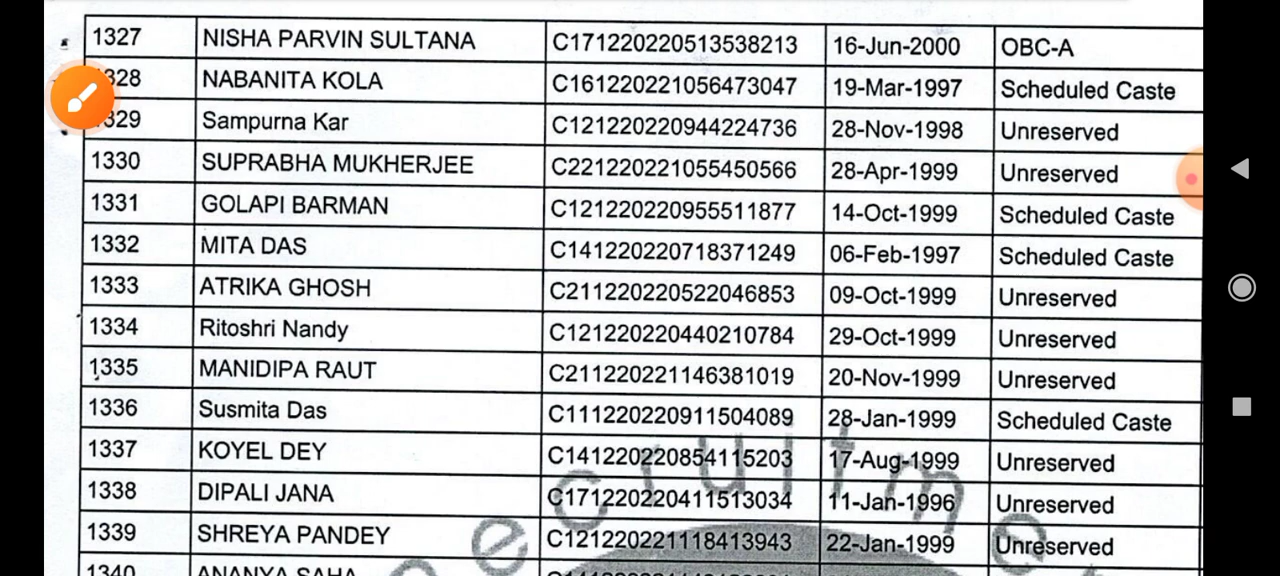 1327 NISHA PARVIN SULTANA C171220220513538213 16-Jun-2000 OBC-A
328 NABANITA KOLA C161220221056473047 19-Mar-1997 Scheduled Caste
329 Sampurna Kar C121220220944224736 28-Nov-1998 Unreserved
1330 SUPRABHA MUKHERJEE C221220221055450566 28-Apr-1999 Unreserved
1331 GOLAPI BARMAN C121220220955511877 14-Oct-1999 Scheduled Caste
1332 MITA DAS C141220220718371249 06-Feb-1997 Scheduled Caste
1333 ATRIKA GHOSH C211220220522046853 09-Oct-1999 Unreserved
1334 Ritoshri Nandy C121220220440210784 29-Oct-1999 Unreserved
1335 MANIDIPA RAUT C211220221146381019 20-Nov-1999 Unreserved
1336 Susmita Das C111220220911504089 28-Jan-1999 Scheduled Caste
1337 KOYEL DEY C141220220854115203 17-Aug-1999 Unreserved
1338 DIPALI JANA C171220220411513034 11-Jan-1996 Unreserved
1339 SHREYA PANDEY C121220221118413943 22-Jan-1999 Unreserved
1340 ANANYA SAHA